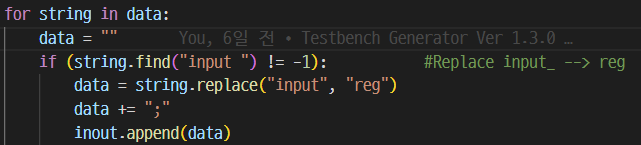 for string in data:
data = "" You, 6일 전 • Testbench Generator Ver 1.3.0 …
if (string.find("input ") != -1): #Replace input_ --> reg
data = string.replace("input", "reg")
data += ";"
inout.append(data)